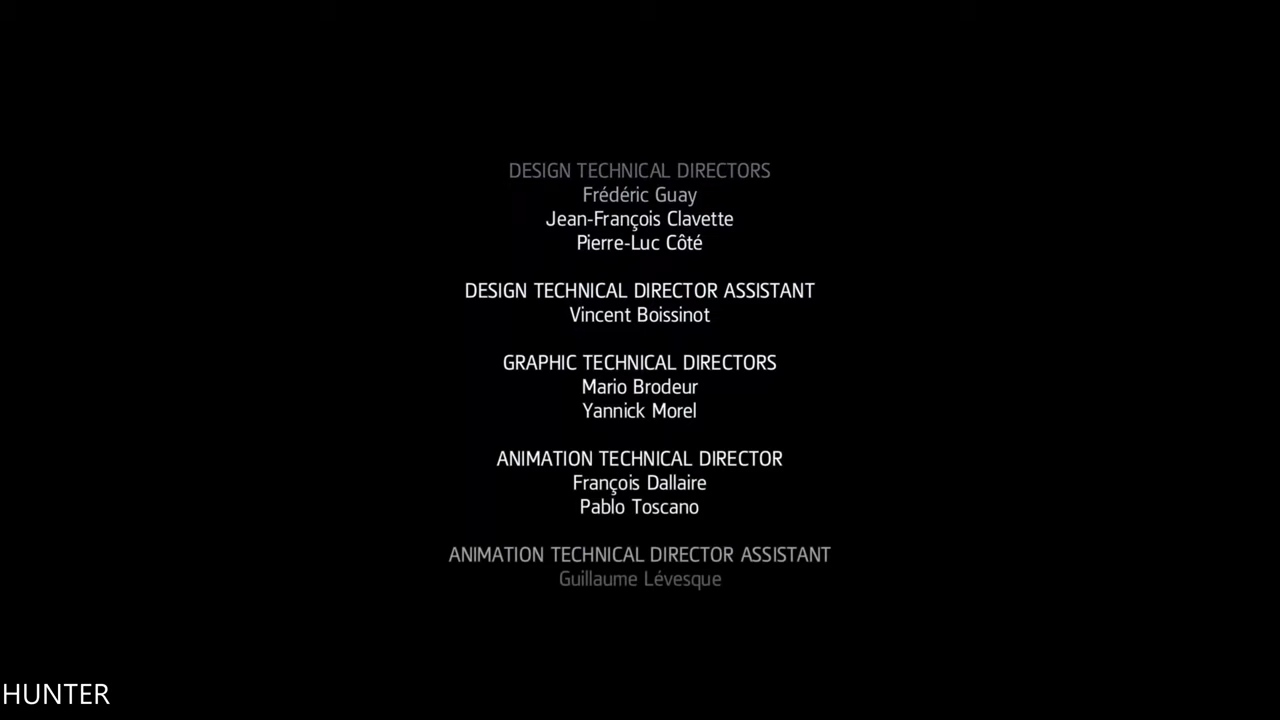 DESIGN TECHNICAL DIRECTORS
Frédéric Guay
Jean-François Clavette
Pierre-Luc Côté
DESIGN TECHNICAL DIRECTOR ASSISTANT
Vincent Boissinot
GRAPHIC TECHNICAL DIRECTORS
Mario Brodeur
Yannick Morel
ANIMATION TECHNICAL DIRECTOR
François Dallaire
Pablo Toscano
ANIMATION TECHNICAL DIRECTOR ASSISTANT
Guillaume Lévesque
HUNTER